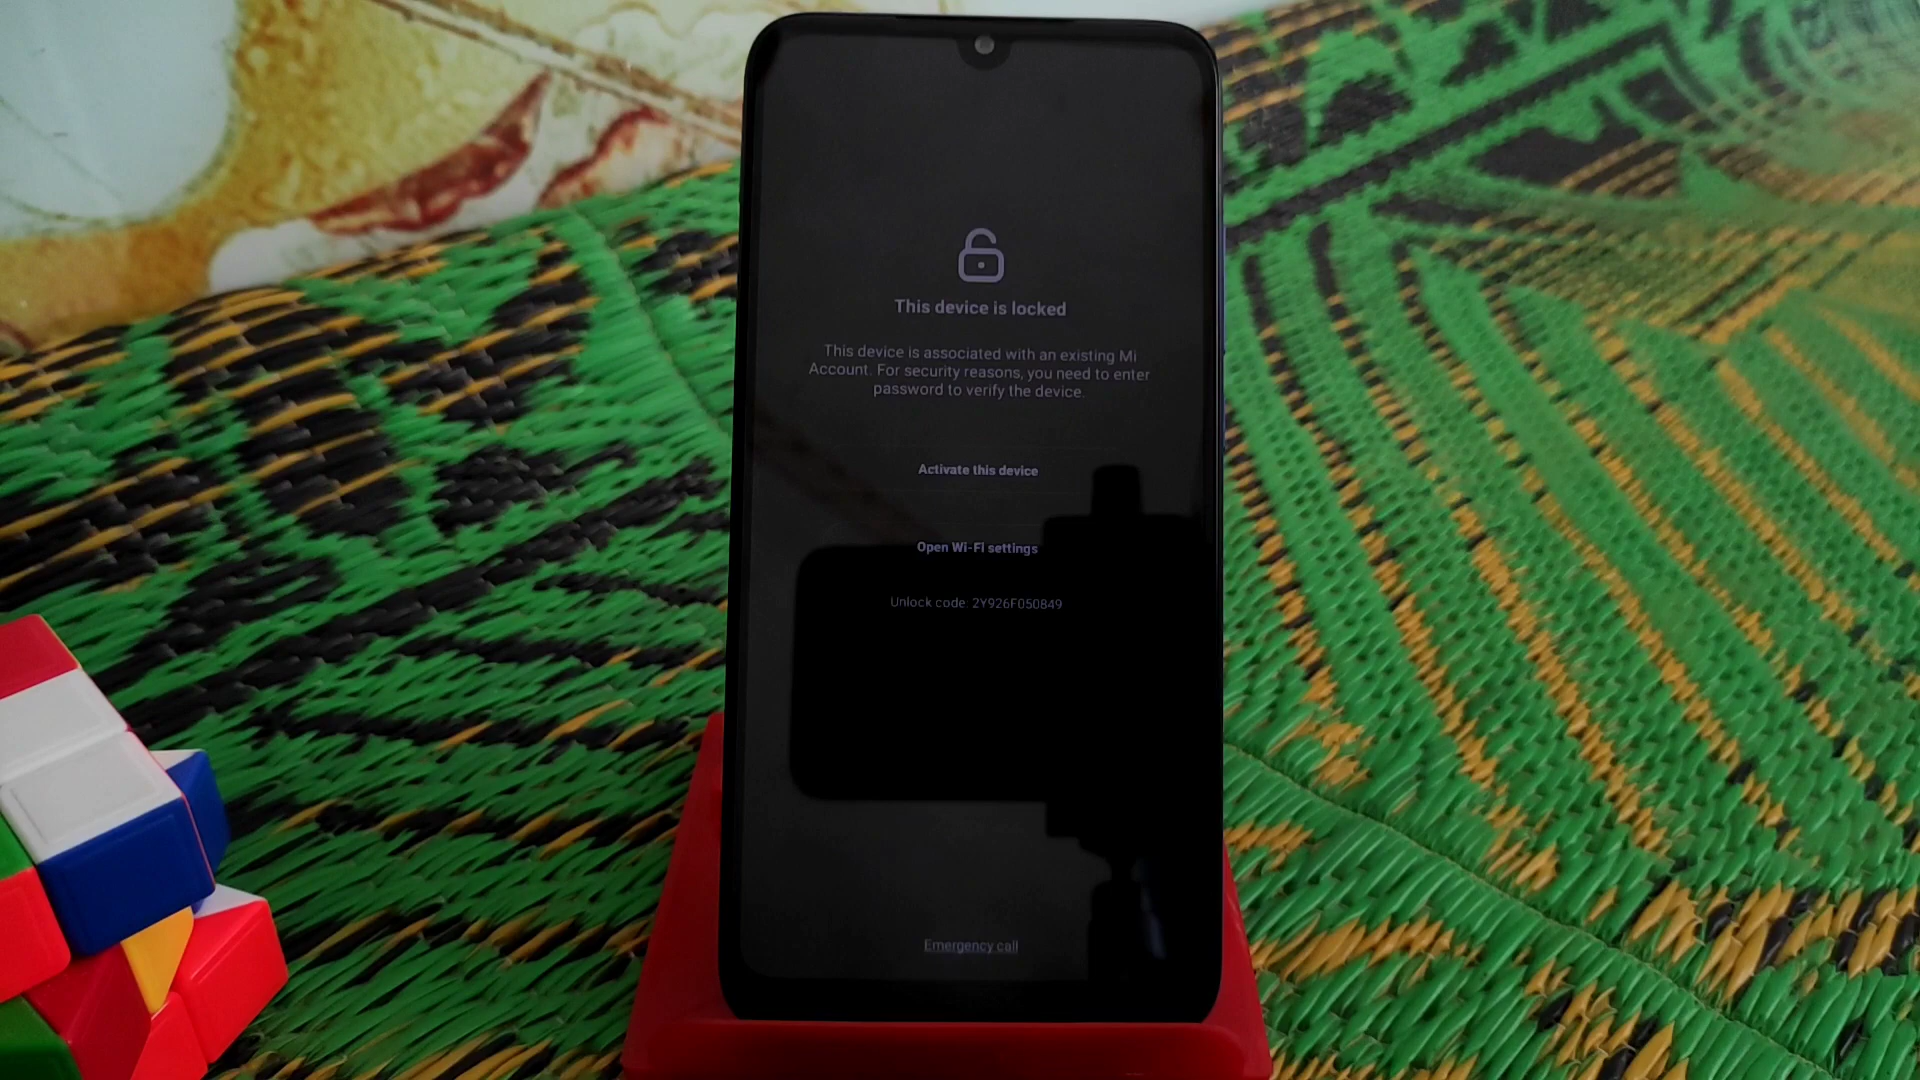 This device is locked
This device is associated with an existing Mi
Account. For security reasons, you need to enter
password to verify the device.
Activate this device
Open Wi-Fi settings
Unlock code: 2Y926F050849
Emergency call